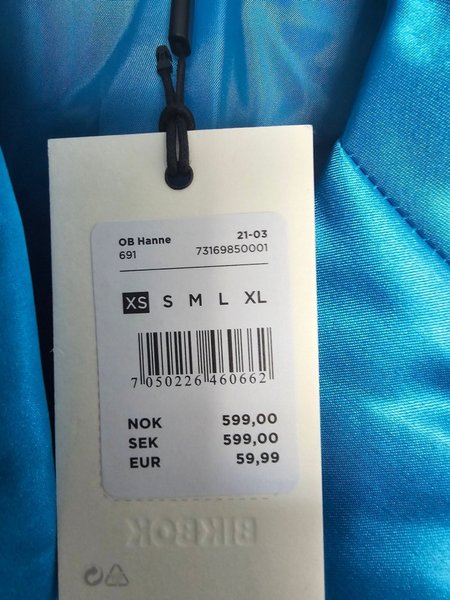 OB Hanne 21-03
691 73169850001
XS S M L XL
7 050226 460662
NOK 599,00
SEK 599,00
EUR 59,99
BIKBOK